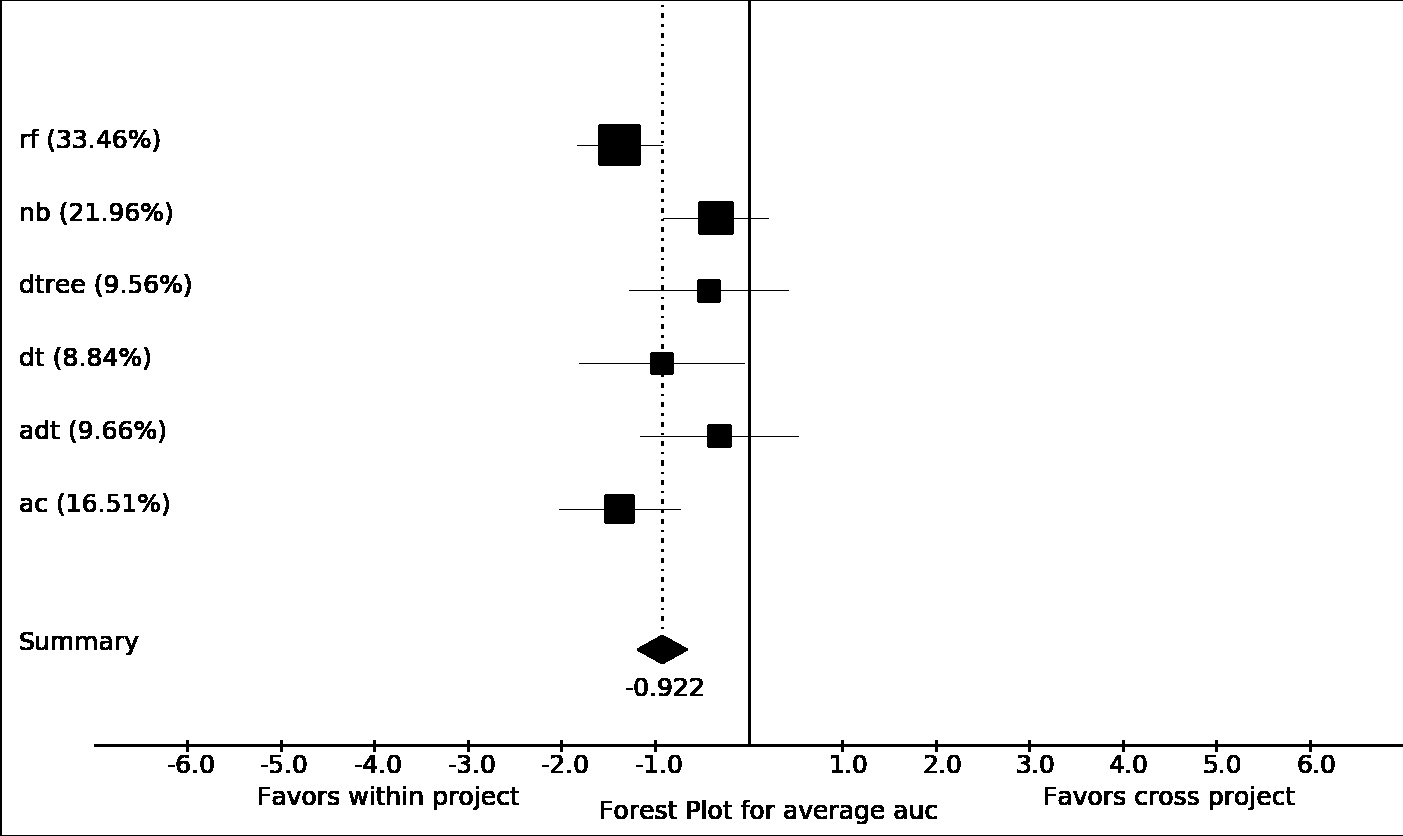 rf (33.46%)
nb (21.96%)
dtree (9.56%)
dt (8.84%)
adt (9.66%)
ac (16.51%)
Summary
-0.922
-6.0 -5.0 -4.0 -3.0 -2.0 -1.0 1.0 2.0 3.0 4.0 5.0 6.0
Favors within project Favors cross project
Forest Plot for average auc